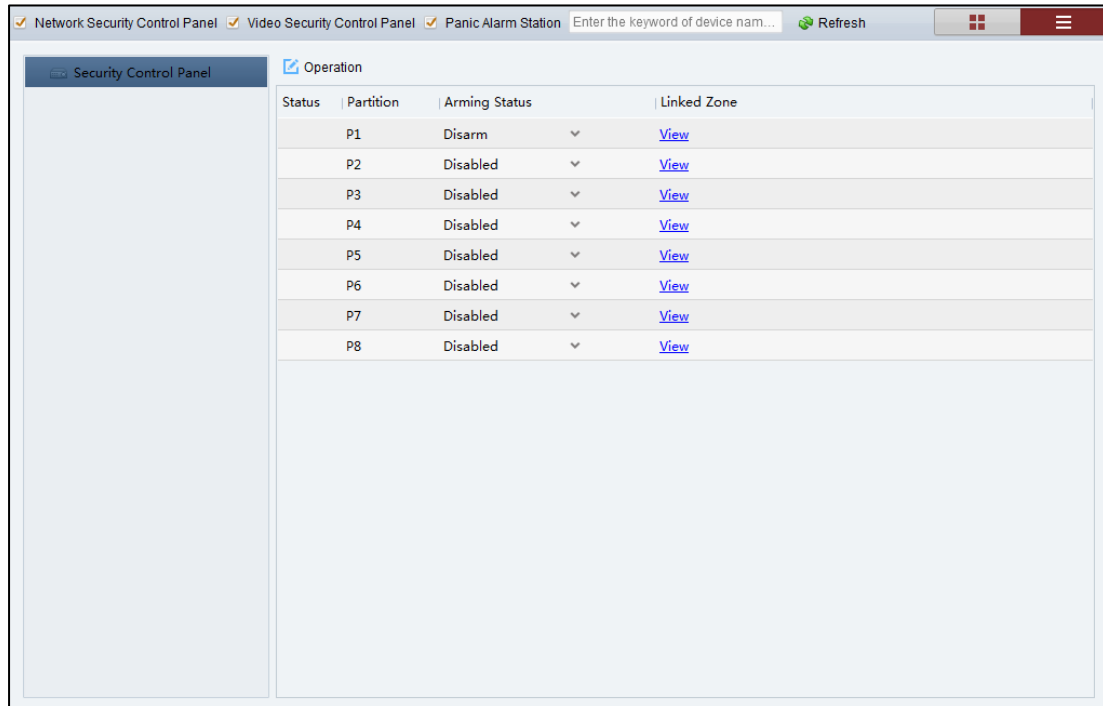 Network Security Control Panel Video Security Control Panel Panic Alarm Station Enter the keyword of device nam... Refresh
Security Control Panel
Operation
Status Partition Arming Status Linked Zone
P1 Disarm View
P2 Disabled View
P3 Disabled View
P4 Disabled View
P5 Disabled View
P6 Disabled View
P7 Disabled View
P8 Disabled View